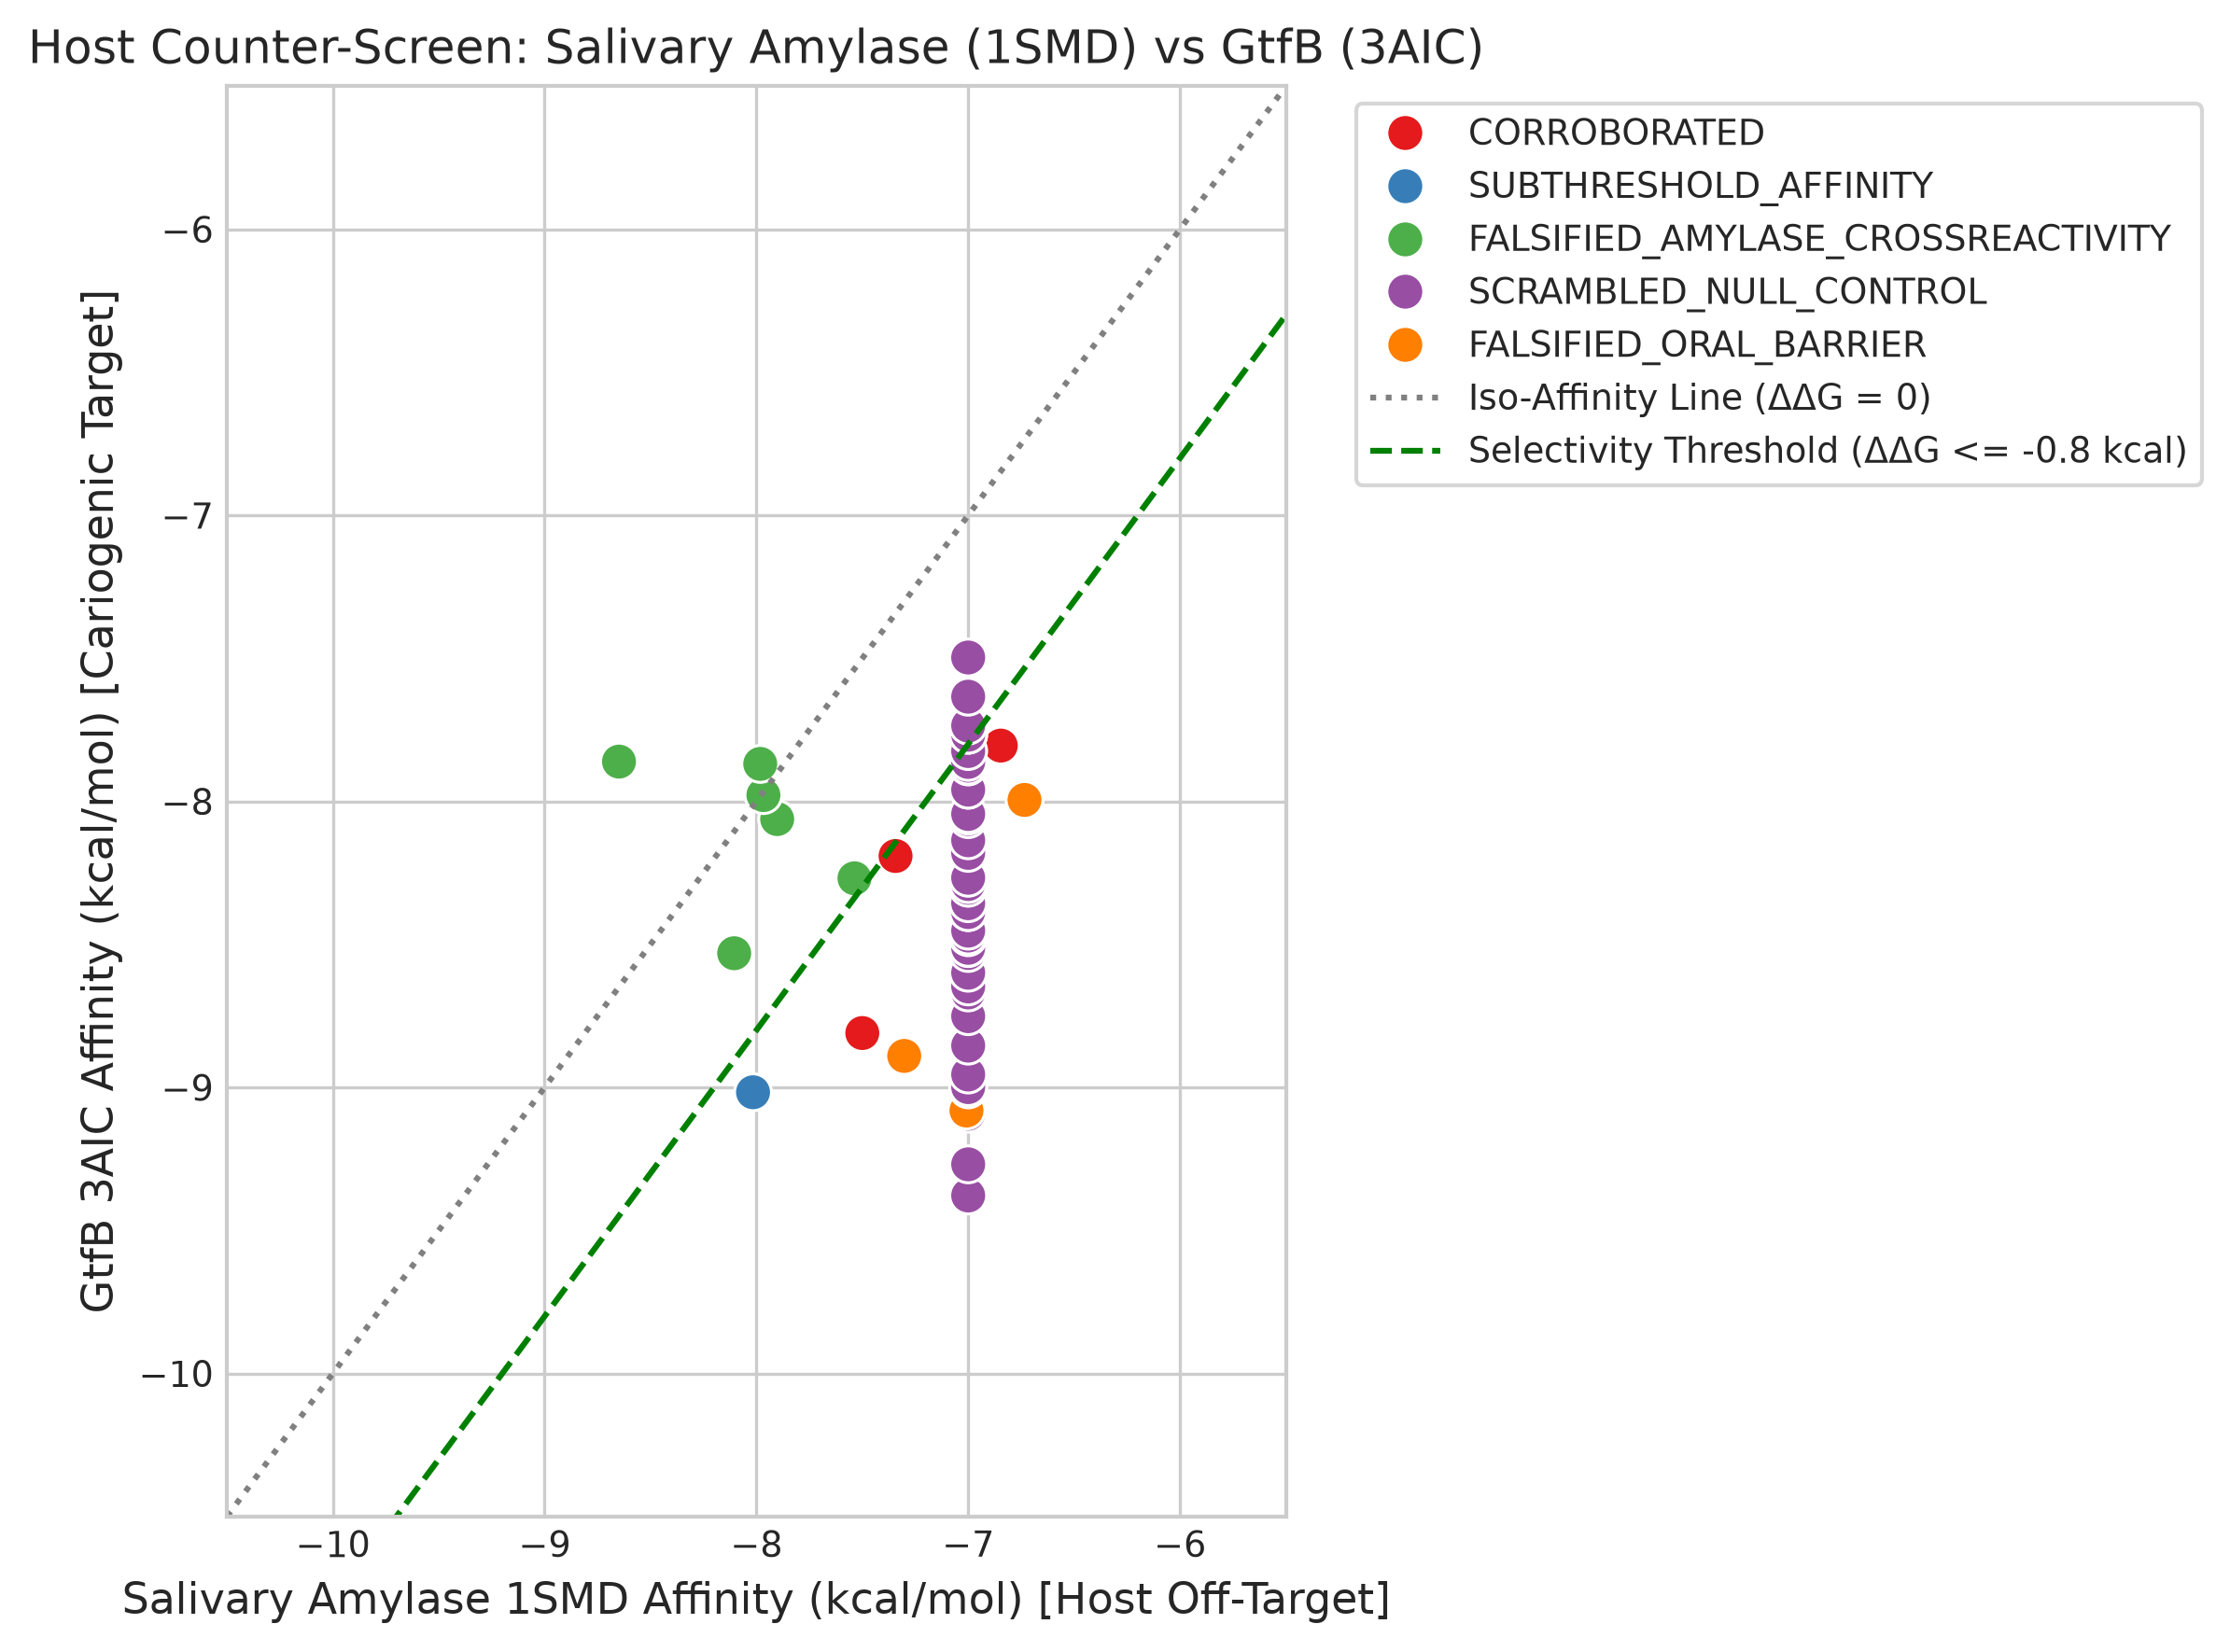 Host Counter-Screen: Salivary Amylase (1SMD) vs GtfB (3AIC)
CORROBORATED
SUBTHRESHOLD_AFFINITY
FALSIFIED_AMYLASE_CROSSREACTIVITY
SCRAMBLED_NULL_CONTROL
FALSIFIED_ORAL_BARRIER
Iso-Affinity Line (ΔΔG = 0)
Selectivity Threshold (ΔΔG <= -0.8 kcal)
GtfB 3AIC Affinity (kcal/mol) [Cariogenic Target]
−6
−7
−8
−9
−10
−10 −9 −8 −7 −6
Salivary Amylase 1SMD Affinity (kcal/mol) [Host Off-Target]